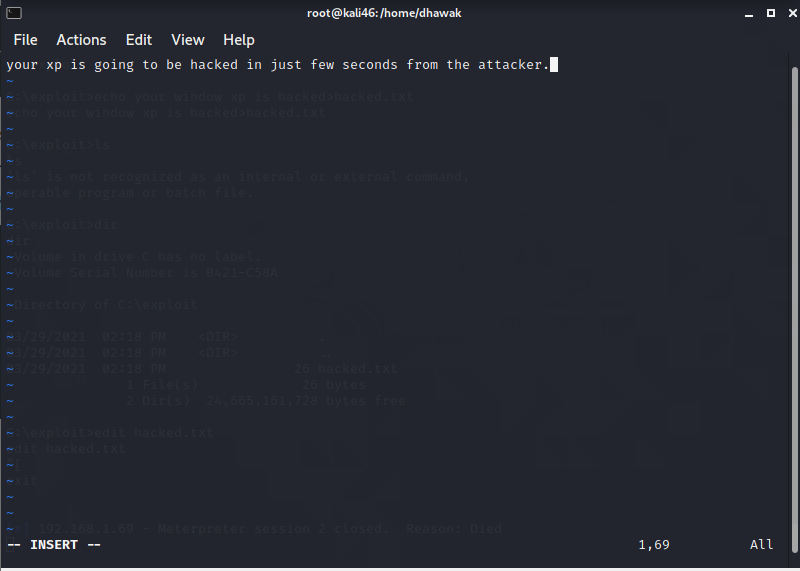 root@kali46:/home/dhawak
File Actions Edit View Help
your xp is going to be hacked in just few seconds from the attacker.
~
~:\exploit>echo your window xp is hacked>hacked.txt
~cho your window xp is hacked>hacked.txt
~
~:\exploit>ls
~s
~ls' is not recognized as an internal or external command,
~perable program or batch file.
~
~:\exploit>dir
~ir
~Volume in drive C has no label.
~Volume Serial Number is B421-C58A
~
~Directory of C:\exploit
~
~3/29/2021 02:18 PM <DIR> .
~3/29/2021 02:18 PM <DIR> ..
~3/29/2021 02:18 PM 26 hacked.txt
~ 1 File(s) 26 bytes
~ 2 Dir(s) 24,665,161,728 bytes free
~
~:\exploit>edit hacked.txt
~dit hacked.txt
~
~xit
~
~
~ 192.168.1.69 - Meterpreter session 2 closed. Reason: Died
-- INSERT -- 1,69 All